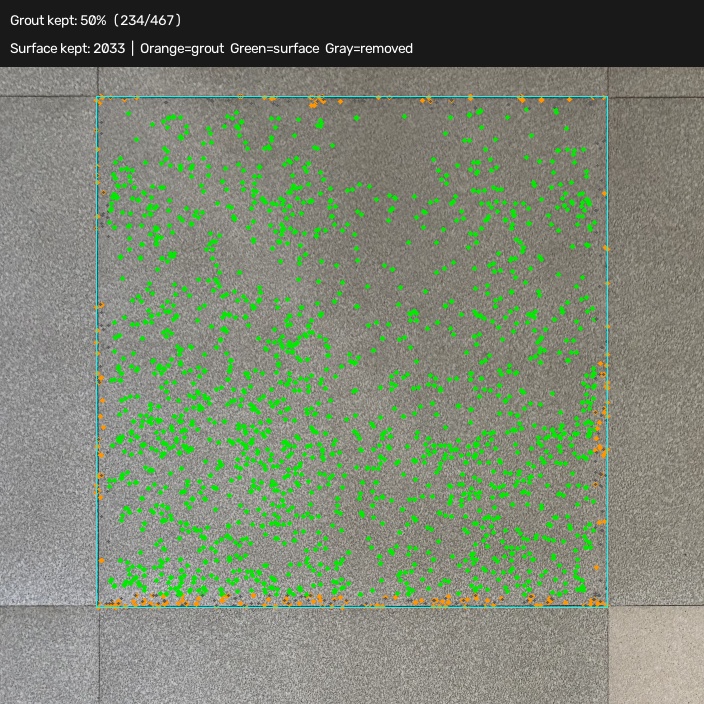 Grout kept: 50% (234/467)
Surface kept: 2033 | Orange=grout Green=surface Gray=removed